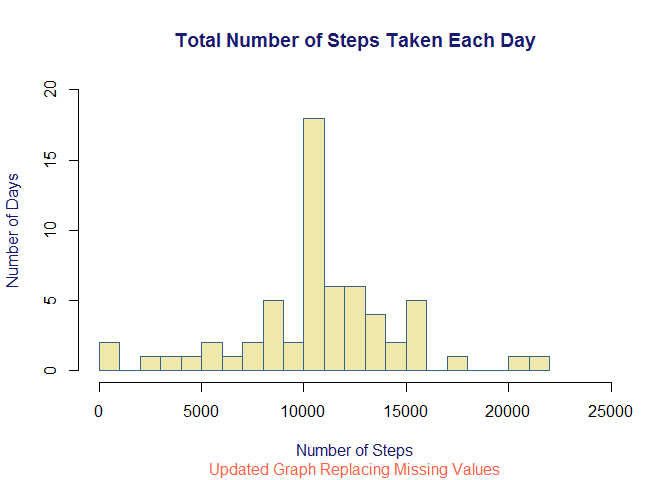 Total Number of Steps Taken Each Day
20
15
10
5
0
Number of Days
0 5000 10000 15000 20000 25000
Number of Steps
Updated Graph Replacing Missing Values